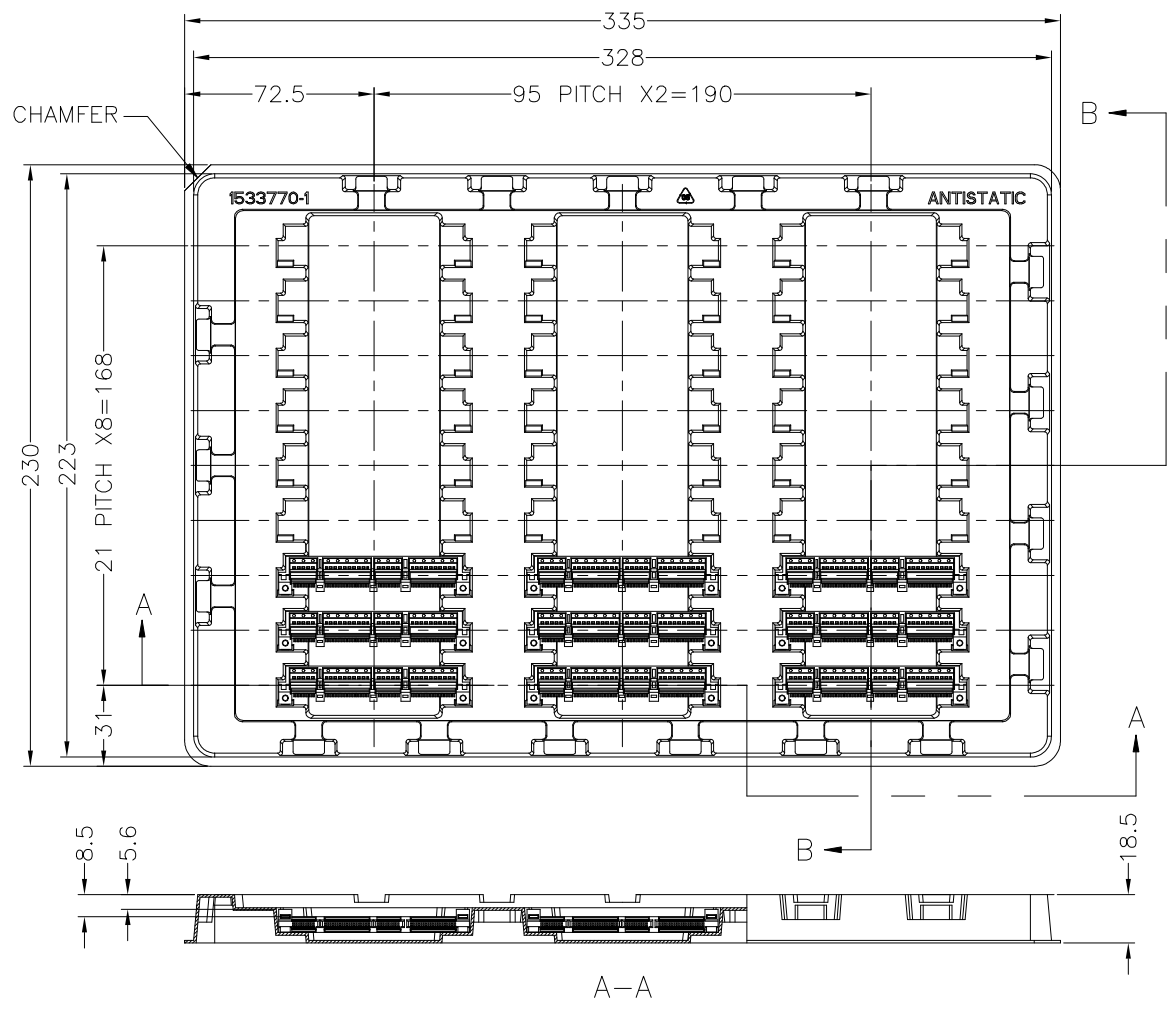 335
328
72.5
95 PITCH X2=190
CHAMFER
B
1533770-1
ANTISTATIC
230
223
21 PITCH X8=168
31
A
A
B
8.5
5.6
18.5
A-A